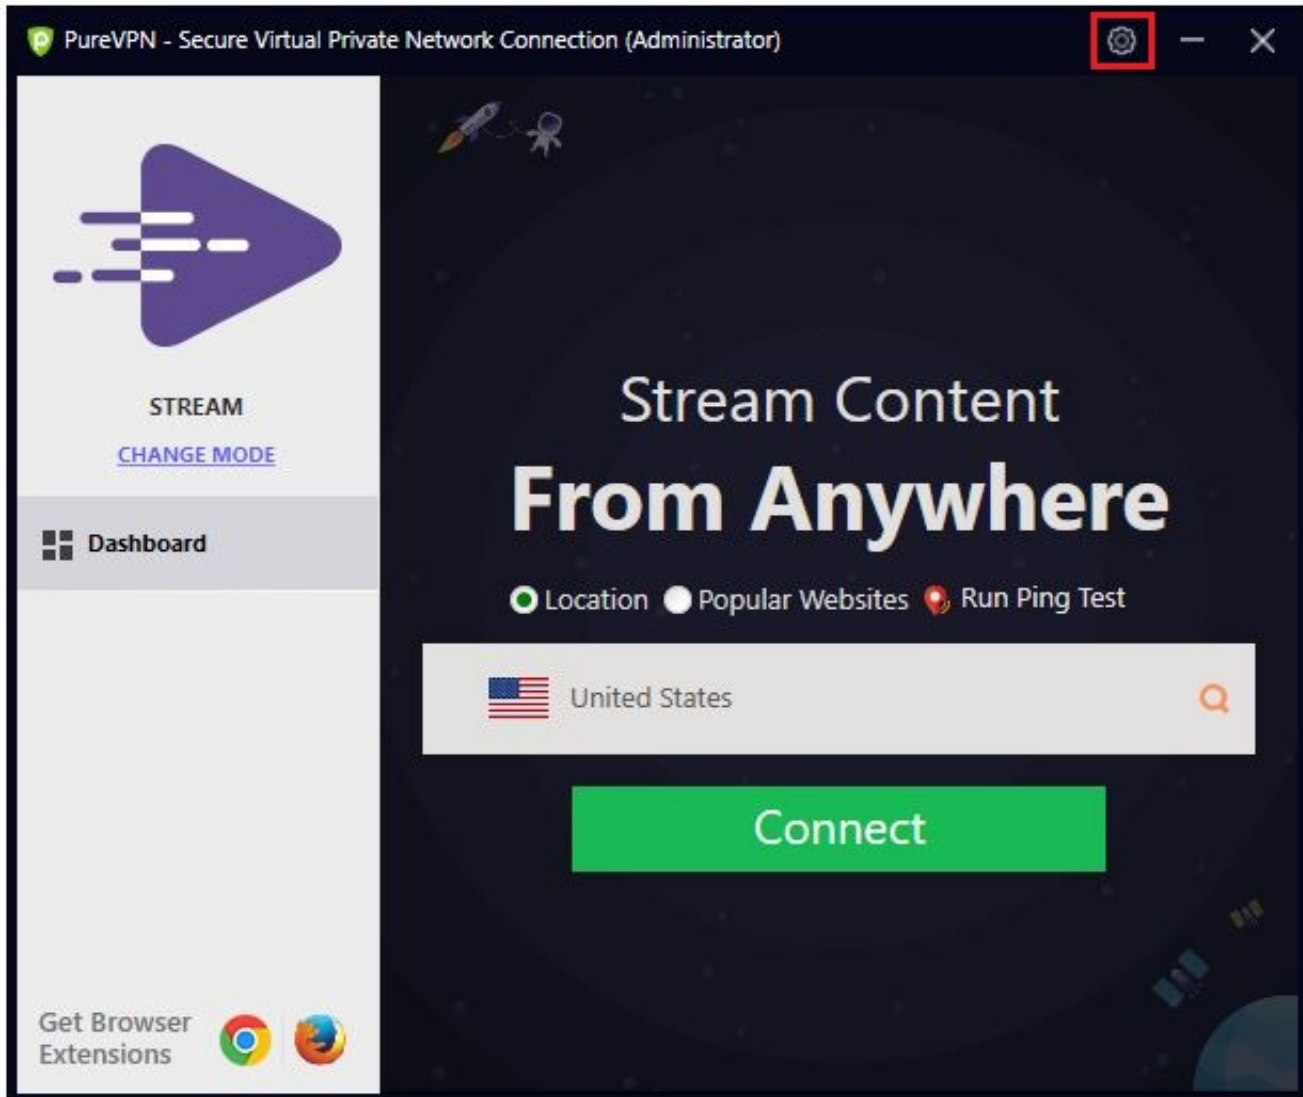 PureVPN - Secure Virtual Private Network Connection (Administrator)
STREAM
CHANGE MODE
Dashboard
Get Browser
Extensions
Stream Content
From Anywhere
Location Popular Websites Run Ping Test
United States
Connect